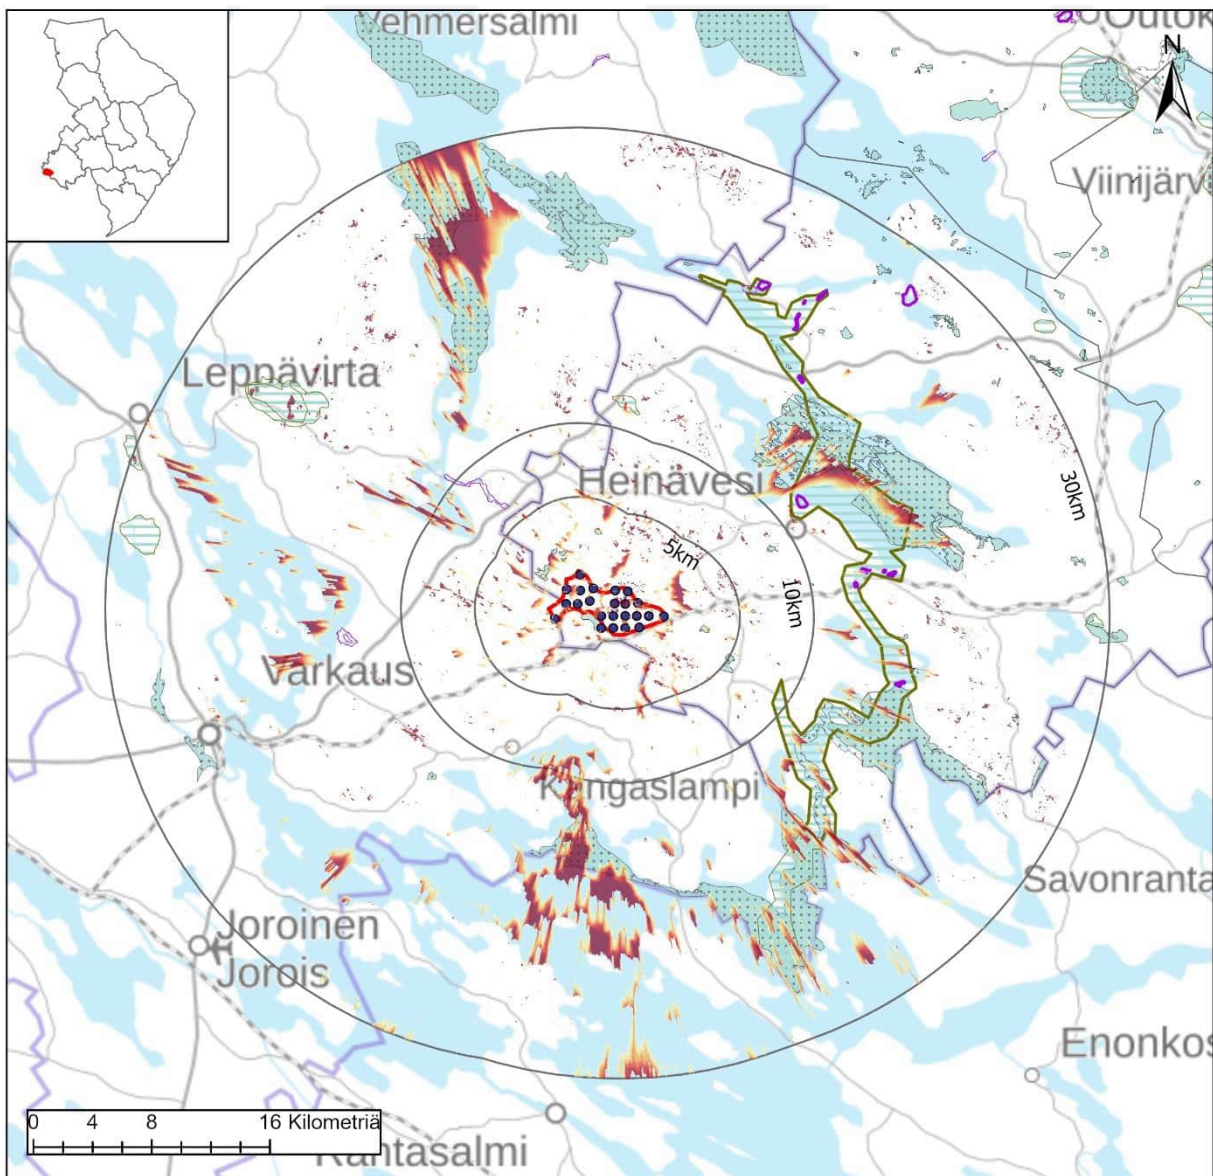 Vehmersalmi
Outok
N
Viinijärv
Leppävirta
30km
Heinävesi
5km
10km
Varkaus
Kangaslampi
Savonranta
Joroinen
Jorois
Enonkos
0 4 8 16 Kilometriä
Rantasalmi